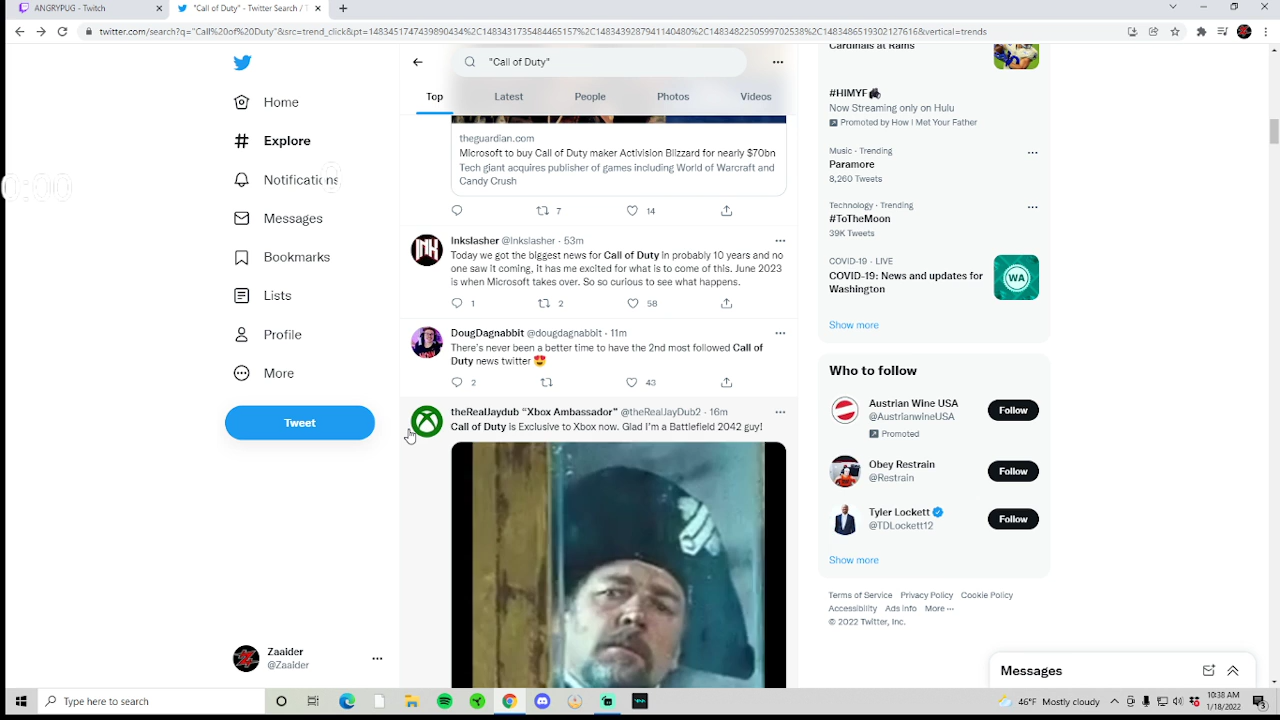 ANGRYPUG - Twitch
"Call of Duty" - Twitter Search / T
twitter.com/search?q="Call%20of%20Duty"&src=trend_click&pt=1483451747439890434%2C1483431735484465157%2C1483439287941140480%2C1483482250599702538%2C1483486519302127616&vertical=trends
Home
Explore
Notifications
Messages
Bookmarks
Lists
Profile
More
Tweet
Zaaider
@Zaaider
0:00
"Call of Duty"
Top
Latest
People
Photos
Videos
theguardian.com
Microsoft to buy Call of Duty maker Activision Blizzard for nearly $70bn
Tech giant acquires publisher of games including World of Warcraft and
Candy Crush
7
14
INK
Inkslasher @Inkslasher · 53m
Today we got the biggest news for Call of Duty in probably 10 years and no
one saw it coming, it has me excited for what is to come of this. June 2023
is when Microsoft takes over. So so curious to see what happens.
1
2
58
DougDagnabbit @dougdagnabbit · 11m
There's never been a better time to have the 2nd most followed Call of
Duty news twitter 😍
2
43
theRealJaydub "Xbox Ambassador" @theRealJayDub2 · 16m
Call of Duty is Exclusive to Xbox now. Glad I'm a Battlefield 2042 guy!
Cardinals at Rams
#HIMYF
Now Streaming only on Hulu
Promoted by How I Met Your Father
Music · Trending
Paramore
8,260 Tweets
Technology · Trending
#ToTheMoon
39K Tweets
COVID-19 · LIVE
COVID-19: News and updates for
Washington
WA
Show more
Who to follow
Austrian Wine USA
@AustrianwineUSA
Promoted
Follow
Obey Restrain
@Restrain
Follow
Tyler Lockett
@TDLockett12
Follow
Show more
Terms of Service Privacy Policy Cookie Policy
Accessibility Ads info More ···
© 2022 Twitter, Inc.
Messages
Type here to search
46°F Mostly cloudy
10:38 AM
1/18/2022
3